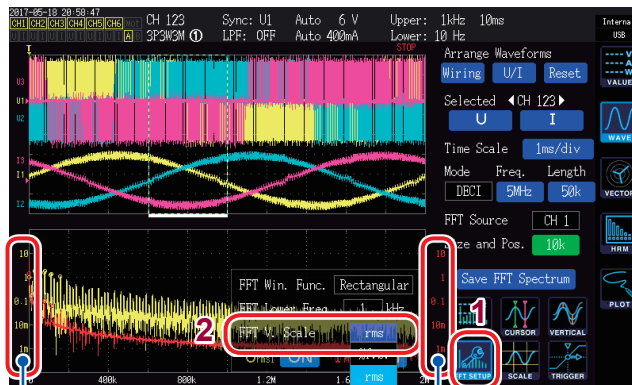 2017-05-18 20:58:47
CH1 CH2 CH3 CH4 CH5 CH6 Mot
CH 123 Sync: U1 Auto 6 V Upper: 1kHz 10ms
3P3W3M ① LPF: OFF Auto 400mA Lower: 10 Hz
Interna
USB
STOP
Arrange Waveforms
Wiring U/I Reset
VALUE
Selected ◀CH 123▶
U I
WAVE
Time Scale 1ms/div
Mode Freq. Length
DECI 5MHz 50k
VECTOR
FFT Source CH 1
Size and Pos. 10k
HRM
Save FFT Spectrum
PLOT
U3
U1
U2
I3
I1
I2
10
1
0.1
10m
1m
10
1
0.1
10m
1m
400k 800k 1.2M 1.6 2M
FFT Win. Func. Rectangular
FFT Lower Freq. 1 kHz
2
FFT V. Scale rms
ON
rms
1
CURSOR VERTICAL
FFT SETUP SCALE TRIGGER